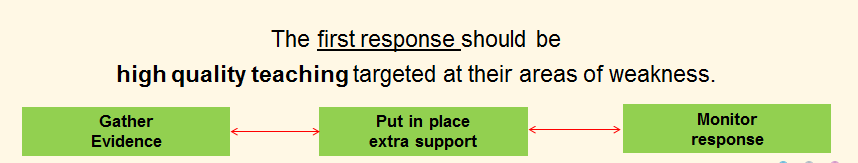 The first response should be
high quality teaching targeted at their areas of weakness.
Gather
Evidence
Put in place
extra support
Monitor
response